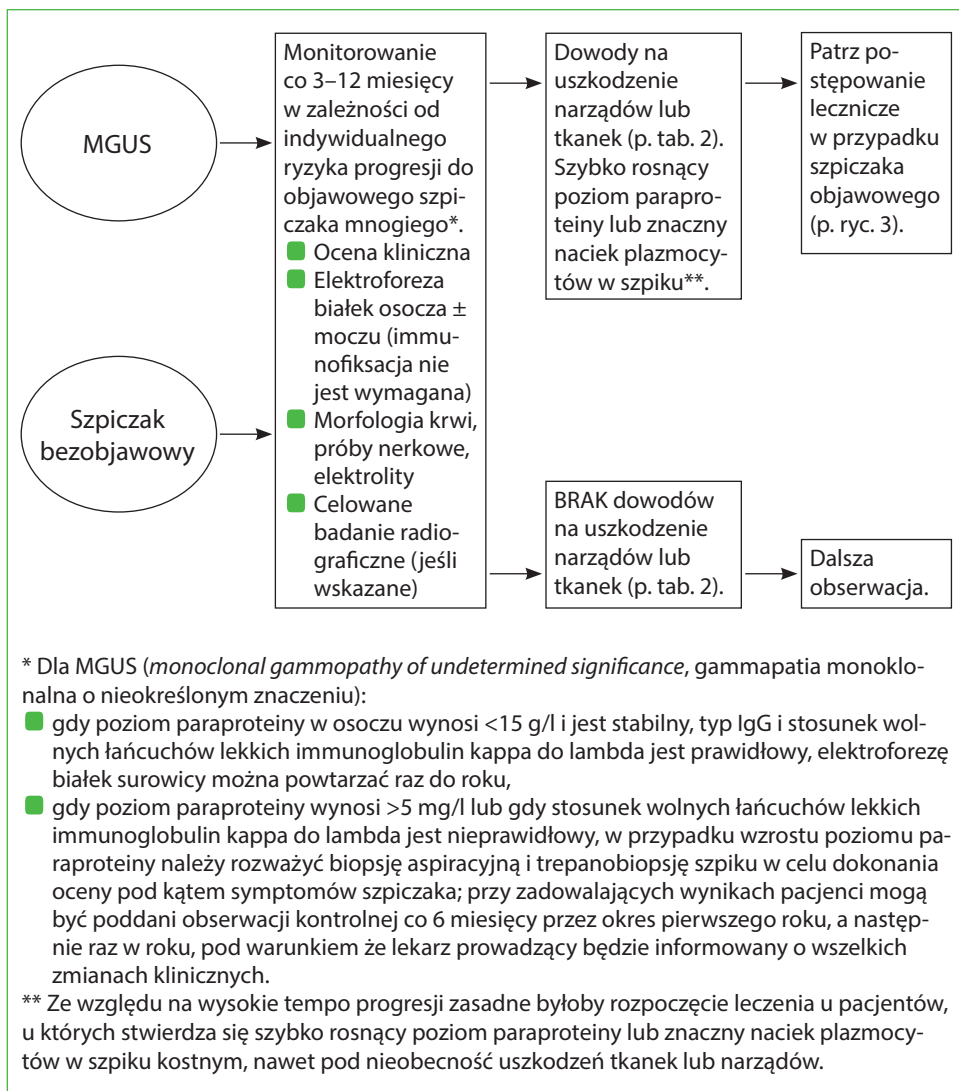 MGUS
Szpiczak
bezobjawowy
Monitorowanie
co 3–12 miesięcy
w zależności od
indywidualnego
ryzyka progresji do
objawowego szpi-
czaka mnogiego*.
Ocena kliniczna
Elektroforeza
białek osocza ±
moczu (immu-
nofiksacja nie
jest wymagana)
Morfologia krwi,
próby nerkowe,
elektrolity
Celowane
badanie radio-
graficzne (jeśli
wskazane)
Dowody na
uszkodzenie
narządów lub
tkanek (p. tab. 2).
Szybko rosnący
poziom parapro-
teiny lub znaczny
naciek plazmocy-
tów w szpiku**.
Patrz po-
stępowanie
lecznicze
w przypadku
szpiczaka
objawowego
(p. ryc. 3).
BRAK dowodów
na uszkodzenie
narządów lub
tkanek (p. tab. 2).
Dalsza
obserwacja.
* Dla MGUS (monoclonal gammopathy of undetermined significance, gammapatia monoklo-
nalna o nieokreślonym znaczeniu):
gdy poziom paraproteiny w osoczu wynosi <15 g/l i jest stabilny, typ IgG i stosunek wol-
nych łańcuchów lekkich immunoglobulin kappa do lambda jest prawidłowy, elektroforezę
białek surowicy można powtarzać raz do roku,
gdy poziom paraproteiny wynosi >5 mg/l lub gdy stosunek wolnych łańcuchów lekkich
immunoglobulin kappa do lambda jest nieprawidłowy, w przypadku wzrostu poziomu pa-
raproteiny należy rozważyć biopsję aspiracyjną i trepanobiopsję szpiku w celu dokonania
oceny pod kątem symptomów szpiczaka; przy zadowalających wynikach pacjenci mogą
być poddani obserwacji kontrolnej co 6 miesięcy przez okres pierwszego roku, a następ-
nie raz w roku, pod warunkiem że lekarz prowadzący będzie informowany o wszelkich
zmianach klinicznych.
** Ze względu na wysokie tempo progresji zasadne byłoby rozpoczęcie leczenia u pacjentów,
u których stwierdza się szybko rosnący poziom paraproteiny lub znaczny naciek plazmocy-
tów w szpiku kostnym, nawet pod nieobecność uszkodzeń tkanek lub narządów.